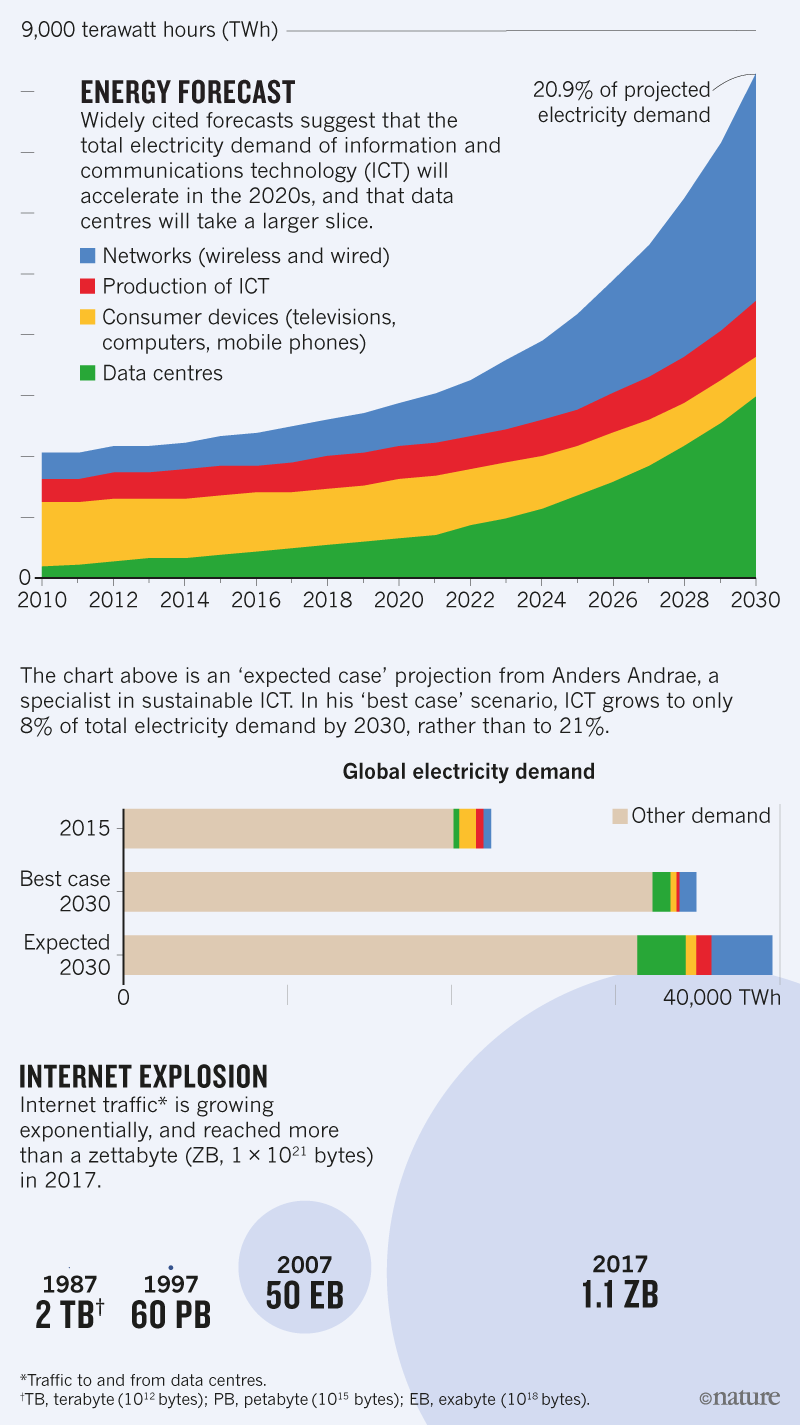 9,000 terawatt hours (TWh)
ENERGY FORECAST
Widely cited forecasts suggest that the
total electricity demand of information and
communications technology (ICT) will
accelerate in the 2020s, and that data
centres will take a larger slice.
20.9% of projected
electricity demand
Networks (wireless and wired)
Production of ICT
Consumer devices (televisions,
computers, mobile phones)
Data centres
0
2010 2012 2014 2016 2018 2020 2022 2024 2026 2028 2030
The chart above is an ‘expected case’ projection from Anders Andrae, a
specialist in sustainable ICT. In his ‘best case’ scenario, ICT grows to only
8% of total electricity demand by 2030, rather than to 21%.
Global electricity demand
2015
Other demand
Best case
2030
Expected
2030
0 40,000 TWh
INTERNET EXPLOSION
Internet traffic* is growing
exponentially, and reached more
than a zettabyte (ZB, 1 × 10²¹ bytes)
in 2017.
1987
2 TB†
1997
60 PB
2007
50 EB
2017
1.1 ZB
*Traffic to and from data centres.
†TB, terabyte (10¹² bytes); PB, petabyte (10¹⁵ bytes); EB, exabyte (10¹⁸ bytes).
©nature